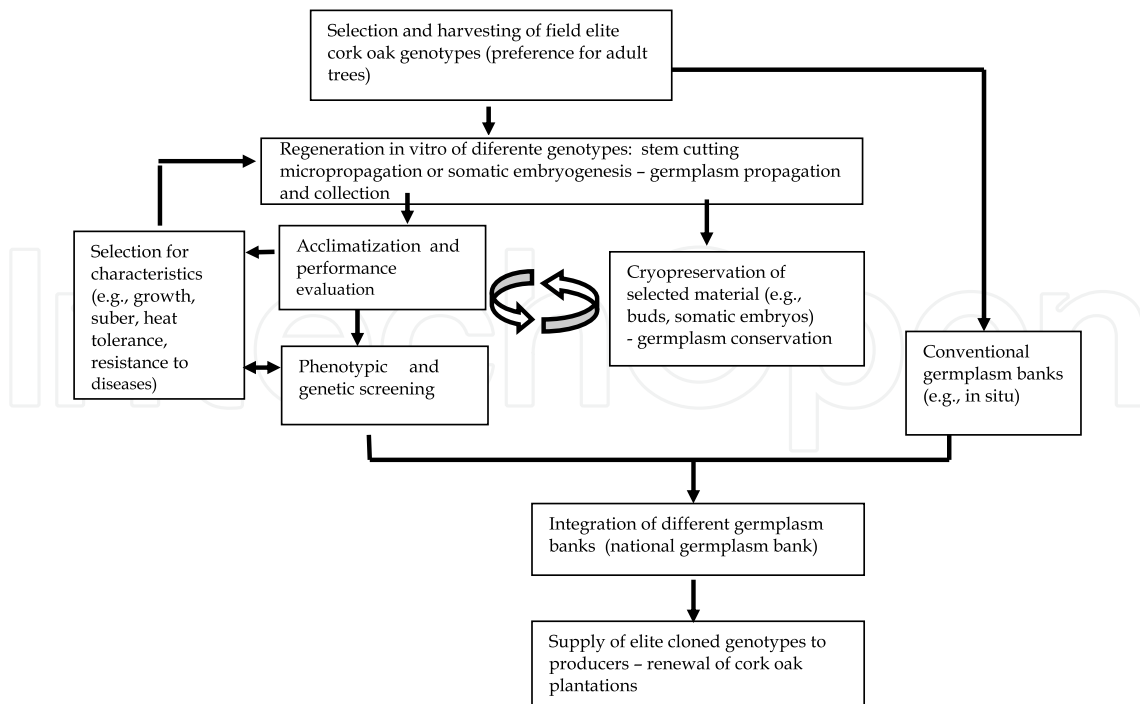 Selection and harvesting of field elite
cork oak genotypes (preference for adult
trees)
Regeneration in vitro of diferente genotypes: stem cutting
micropropagation or somatic embryogenesis – germplasm propagation
and collection
Selection for
characteristics
(e.g., growth,
suber, heat
tolerance,
resistance to
diseases)
Acclimatization and
performance
evaluation
Phenotypic and
genetic screening
Cryopreservation of
selected material (e.g.,
buds, somatic embryos)
- germplasm conservation
Conventional
germplasm banks
(e.g., in situ)
Integration of different germplasm
banks (national germplasm bank)
Supply of elite cloned genotypes to
producers – renewal of cork oak
plantations
IntechOpen